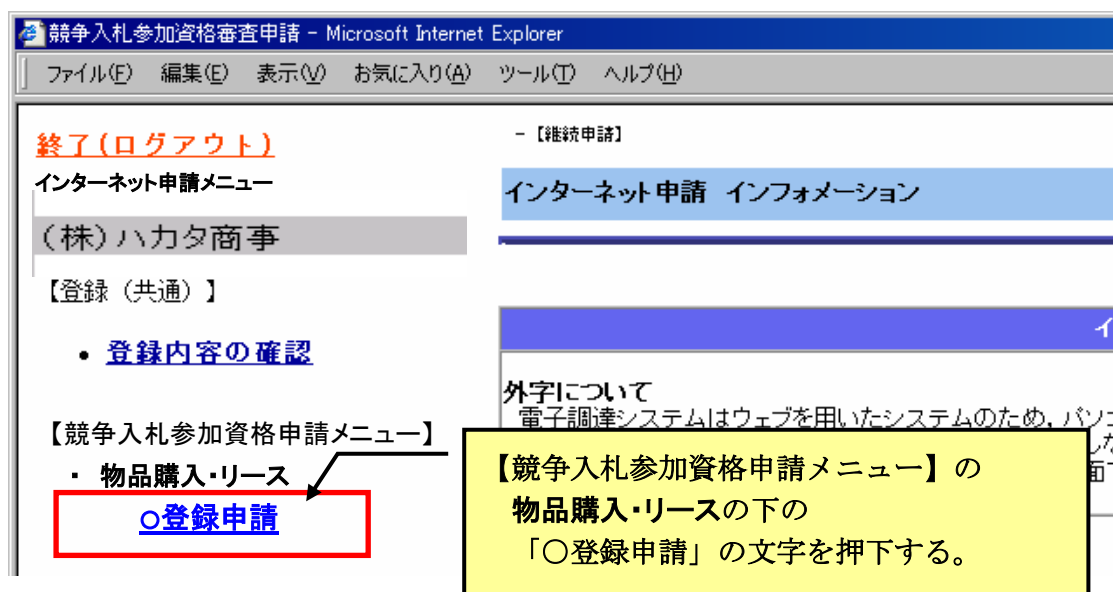 競争入札参加資格審査申請 - Microsoft Internet Explorer
ファイル(F) 編集(E) 表示(V) お気に入り(A) ツール(T) ヘルプ(H)
終了(ログアウト)
インターネット申請メニュー
(株)ハカタ商事
【登録（共通）】
• 登録内容の確認
【競争入札参加資格申請メニュー】
・ 物品購入・リース
○登録申請
- 【継続申請】
インターネット申請 インフォメーション
イ
外字について
電子調達システムはウェブを用いたシステムのため，パソコ
しな
面
【競争入札参加資格申請メニュー】の
物品購入・リースの下の
「○登録申請」の文字を押下する。